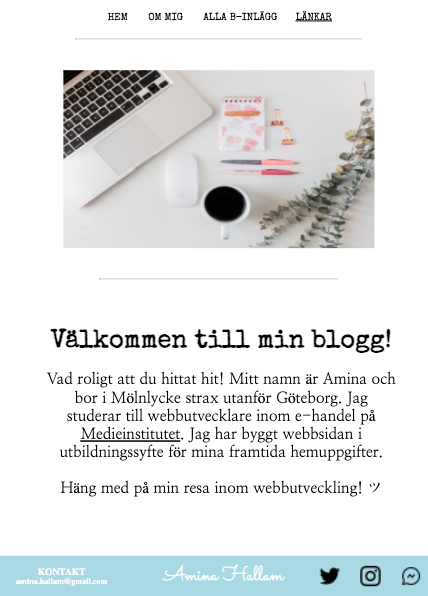 HEM OM MIG ALLA B-INLÄGG LÄNKAR
Välkommen till min blogg!
Vad roligt att du hittat hit! Mitt namn är Amina och
bor i Mölnlycke strax utanför Göteborg. Jag
studerar till webbutvecklare inom e-handel på
Medieinstitutet. Jag har byggt webbsidan i
utbildningssyfte för mina framtida hemuppgifter.
Häng med på min resa inom webbutveckling! ツ
KONTAKT
amina.hallam@gmail.com
Amina Hallam